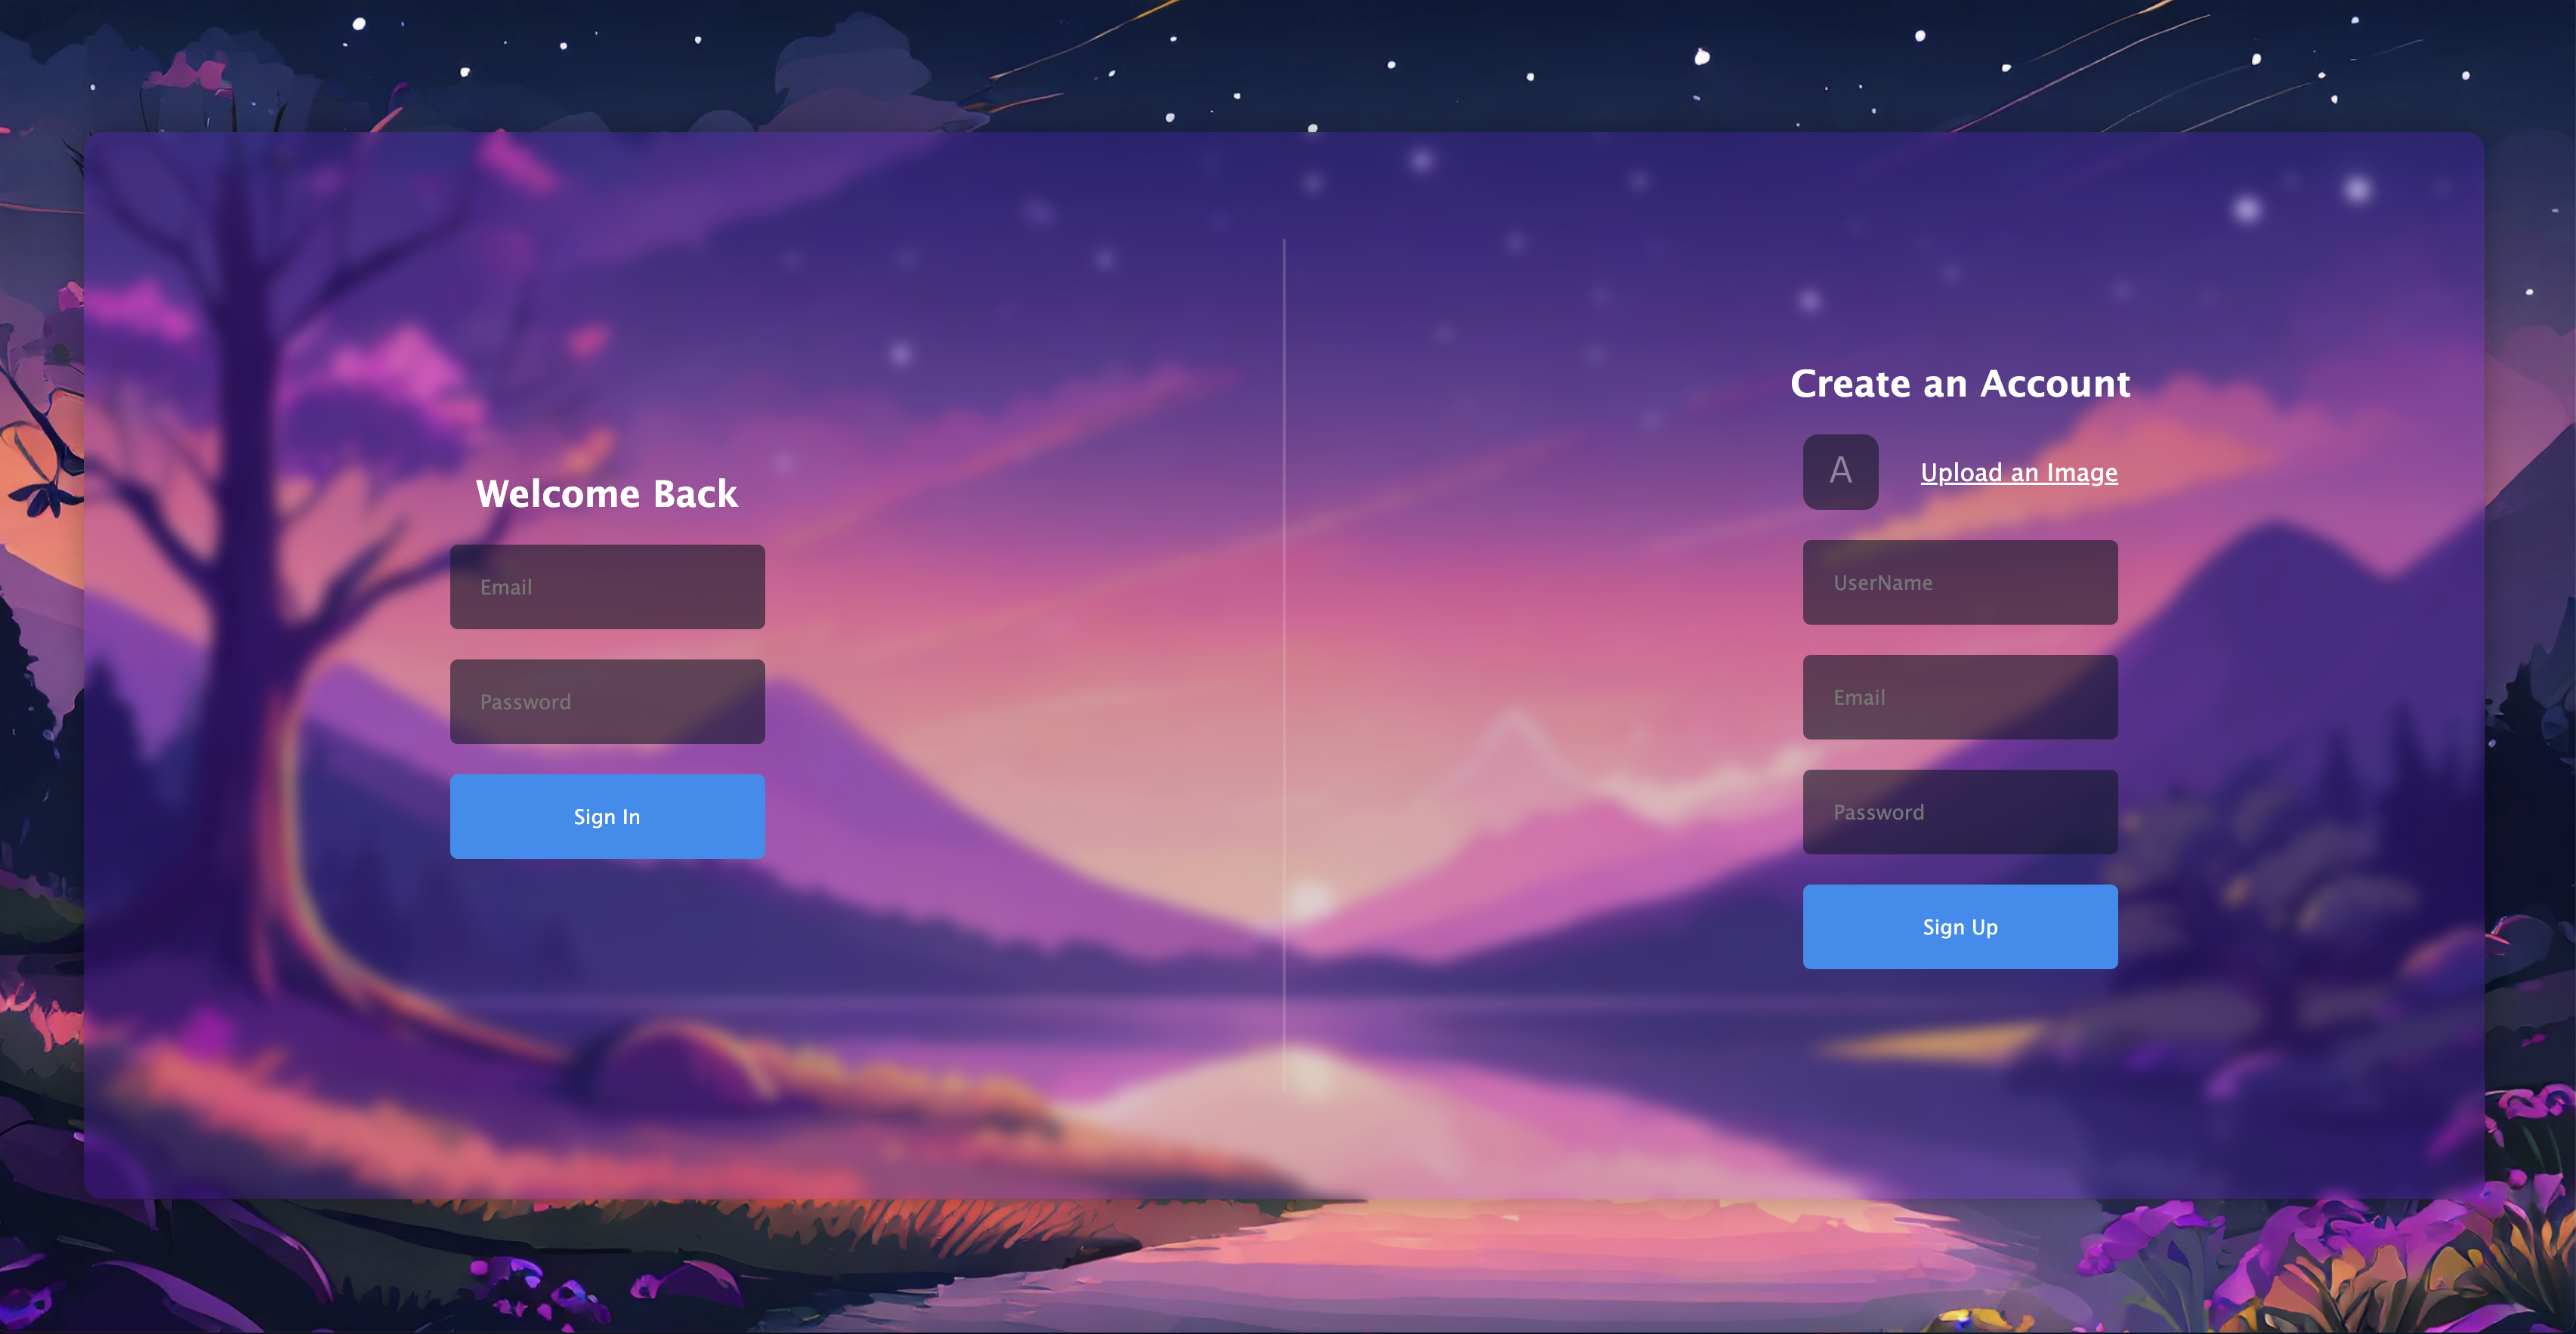 Welcome Back
Email
Password
Sign In
Create an Account
A
Upload an Image
UserName
Email
Password
Sign Up